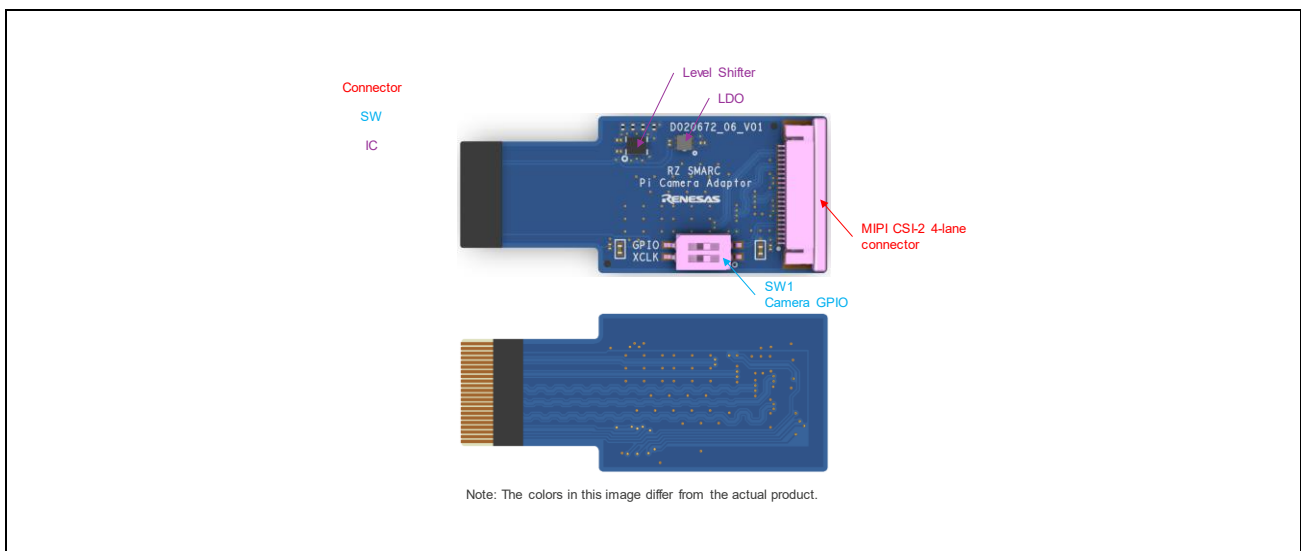 Level Shifter
Connector
LDO
SW
IC
D020672_06_V01
RZ SMARC
Pi Camera Adaptor
RENESAS
MIPI CSI-2 4-lane
connector
GPIO
XCLK
SW1
Camera GPIO
Note: The colors in this image differ from the actual product.